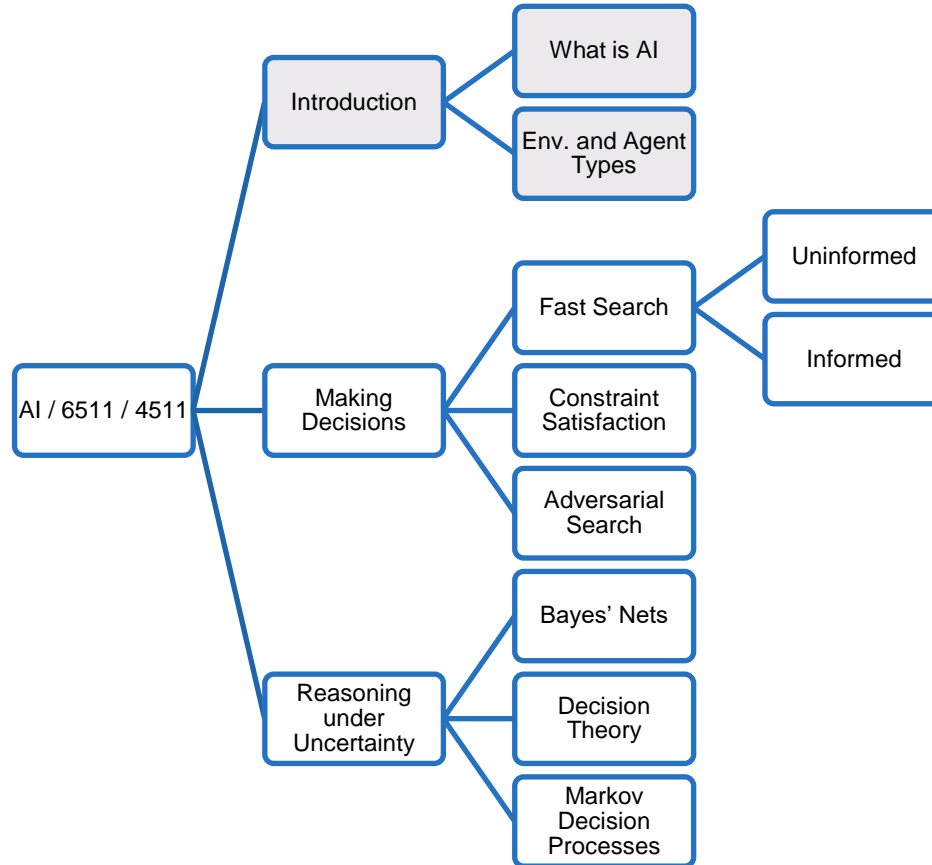 What is AI
Introduction
Env. and Agent
Types
Uninformed
Fast Search
Informed
AI / 6511 / 4511
Making
Decisions
Constraint
Satisfaction
Adversarial
Search
Bayes’ Nets
Reasoning
under
Uncertainty
Decision
Theory
Markov
Decision
Processes